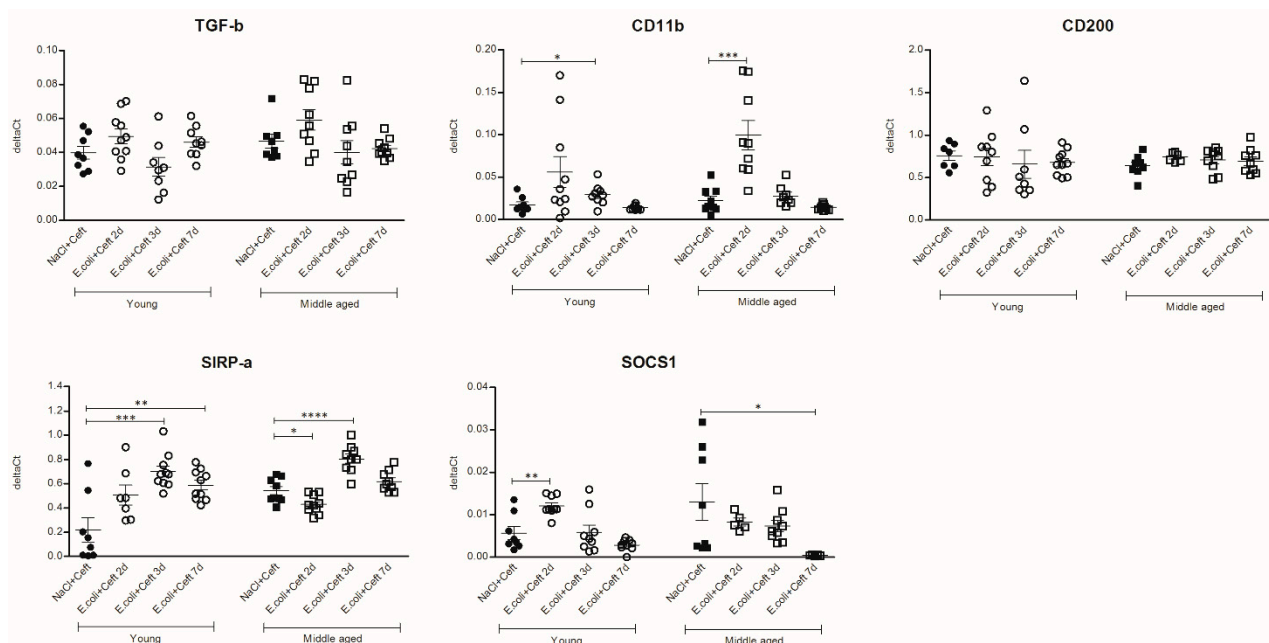 TGF-b
deltaCt
0.10
0.08
0.06
0.04
0.02
0.00
NaCl+Ceft
E.coli+Ceft 2d
E.coli+Ceft 3d
E.coli+Ceft 7d
NaCl+Ceft
E.coli+Ceft 2d
E.coli+Ceft 3d
E.coli+Ceft 7d
Young
Middle aged
CD11b
deltaCt
0.20
0.15
0.10
0.05
0.00
*
***
NaCl+Ceft
E.coli+Ceft 2d
E.coli+Ceft 3d
E.coli+Ceft 7d
NaCl+Ceft
E.coli+Ceft 2d
E.coli+Ceft 3d
E.coli+Ceft 7d
Young
Middle aged
CD200
deltaCt
2.0
1.5
1.0
0.5
0.0
NaCl+Ceft
E.coli+Ceft 2d
E.coli+Ceft 3d
E.coli+Ceft 7d
NaCl+Ceft
E.coli+Ceft 2d
E.coli+Ceft 3d
E.coli+Ceft 7d
Young
Middle aged
SIRP-a
deltaCt
1.4
1.2
1.0
0.8
0.6
0.4
0.2
0.0
**
***
****
*
NaCl+Ceft
E.coli+Ceft 2d
E.coli+Ceft 3d
E.coli+Ceft 7d
NaCl+Ceft
E.coli+Ceft 2d
E.coli+Ceft 3d
E.coli+Ceft 7d
Young
Middle aged
SOCS1
deltaCt
0.04
0.03
0.02
0.01
0.00
**
*
NaCl+Ceft
E.coli+Ceft 2d
E.coli+Ceft 3d
E.coli+Ceft 7d
NaCl+Ceft
E.coli+Ceft 2d
E.coli+Ceft 3d
E.coli+Ceft 7d
Young
Middle aged